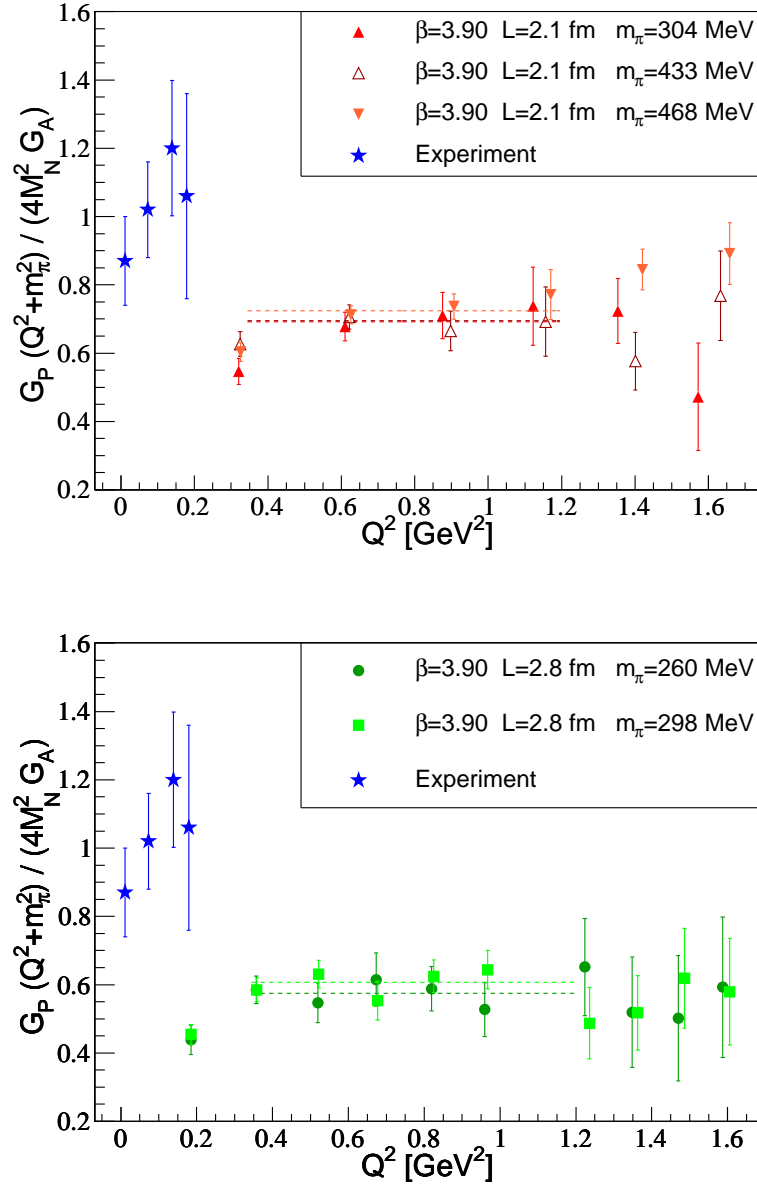 β=3.90 L=2.1 fm m_π=304 MeV
β=3.90 L=2.1 fm m_π=433 MeV
β=3.90 L=2.1 fm m_π=468 MeV
Experiment
G_P (Q²+m_π²) / (4M_N² G_A)
1.6
1.4
1.2
1
0.8
0.6
0.4
0.2
0 0.2 0.4 0.6 0.8 1 1.2 1.4 1.6
Q² [GeV²]
β=3.90 L=2.8 fm m_π=260 MeV
β=3.90 L=2.8 fm m_π=298 MeV
Experiment
G_P (Q²+m_π²) / (4M_N² G_A)
1.6
1.4
1.2
1
0.8
0.6
0.4
0.2
0 0.2 0.4 0.6 0.8 1 1.2 1.4 1.6
Q² [GeV²]